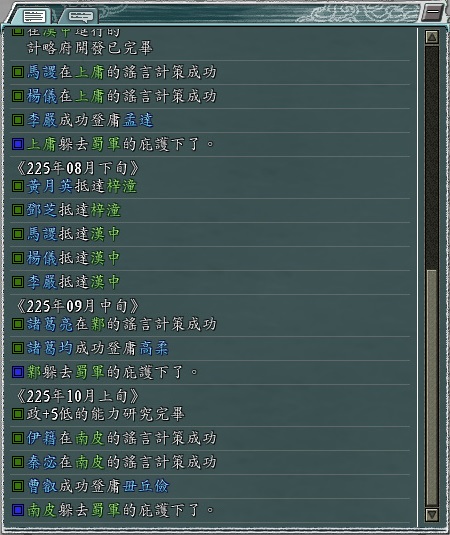 在漢中進行的
計略府開發已完畢
馬謖在上庸的謠言計策成功
楊儀在上庸的謠言計策成功
李嚴成功登庸孟達
上庸躲去蜀軍的庇護下了。
《225年08月下旬》
黃月英抵達梓潼
鄧芝抵達梓潼
馬謖抵達漢中
楊儀抵達漢中
李嚴抵達漢中
《225年09月中旬》
諸葛亮在鄴的謠言計策成功
諸葛均成功登庸高柔
鄴躲去蜀軍的庇護下了。
《225年10月上旬》
政+5低的能力研究完畢
伊籍在南皮的謠言計策成功
秦宓在南皮的謠言計策成功
曹叡成功登庸毌丘儉
南皮躲去蜀軍的庇護下了。